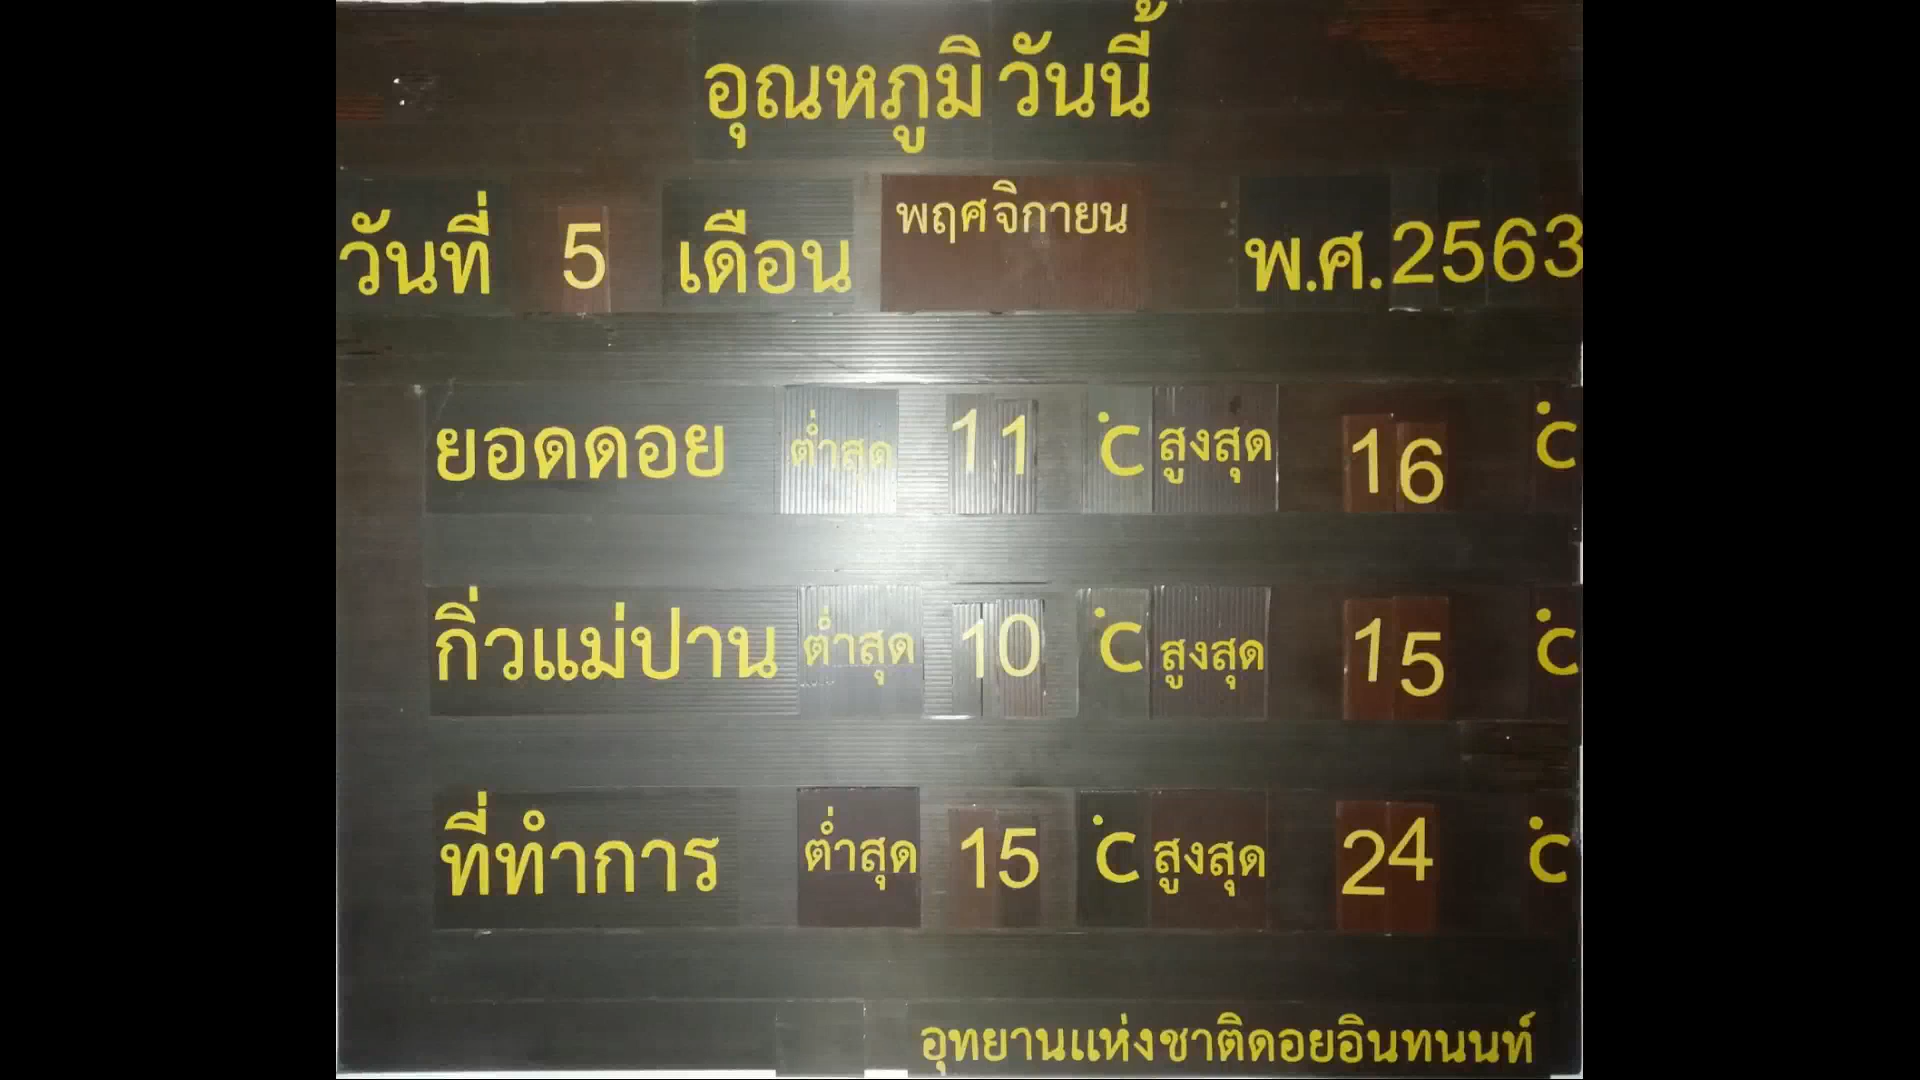 อุณหภูมิวันนี้
วันที่ 5 เดือน พฤศจิกายน พ.ศ.2563
ยอดดอย ต่ำสุด 11 °C สูงสุด 16 °C
กิ่วแม่ปาน ต่ำสุด 10 °C สูงสุด 15 °C
ที่ทำการ ต่ำสุด 15 °C สูงสุด 24 °C
อุทยานแห่งชาติดอยอินทนนท์